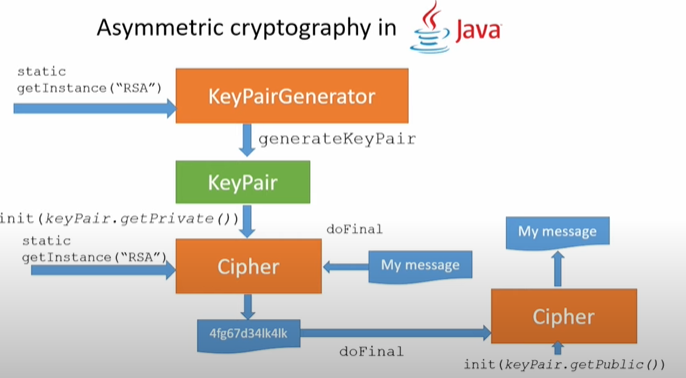 Asymmetric cryptography in Java
static
getInstance("RSA")
KeyPairGenerator
generateKeyPair
KeyPair
init(keyPair.getPrivate())
static
getInstance("RSA")
Cipher
doFinal
My message
My message
4fg67d34lk4lk
doFinal
Cipher
init(keyPair.getPublic())